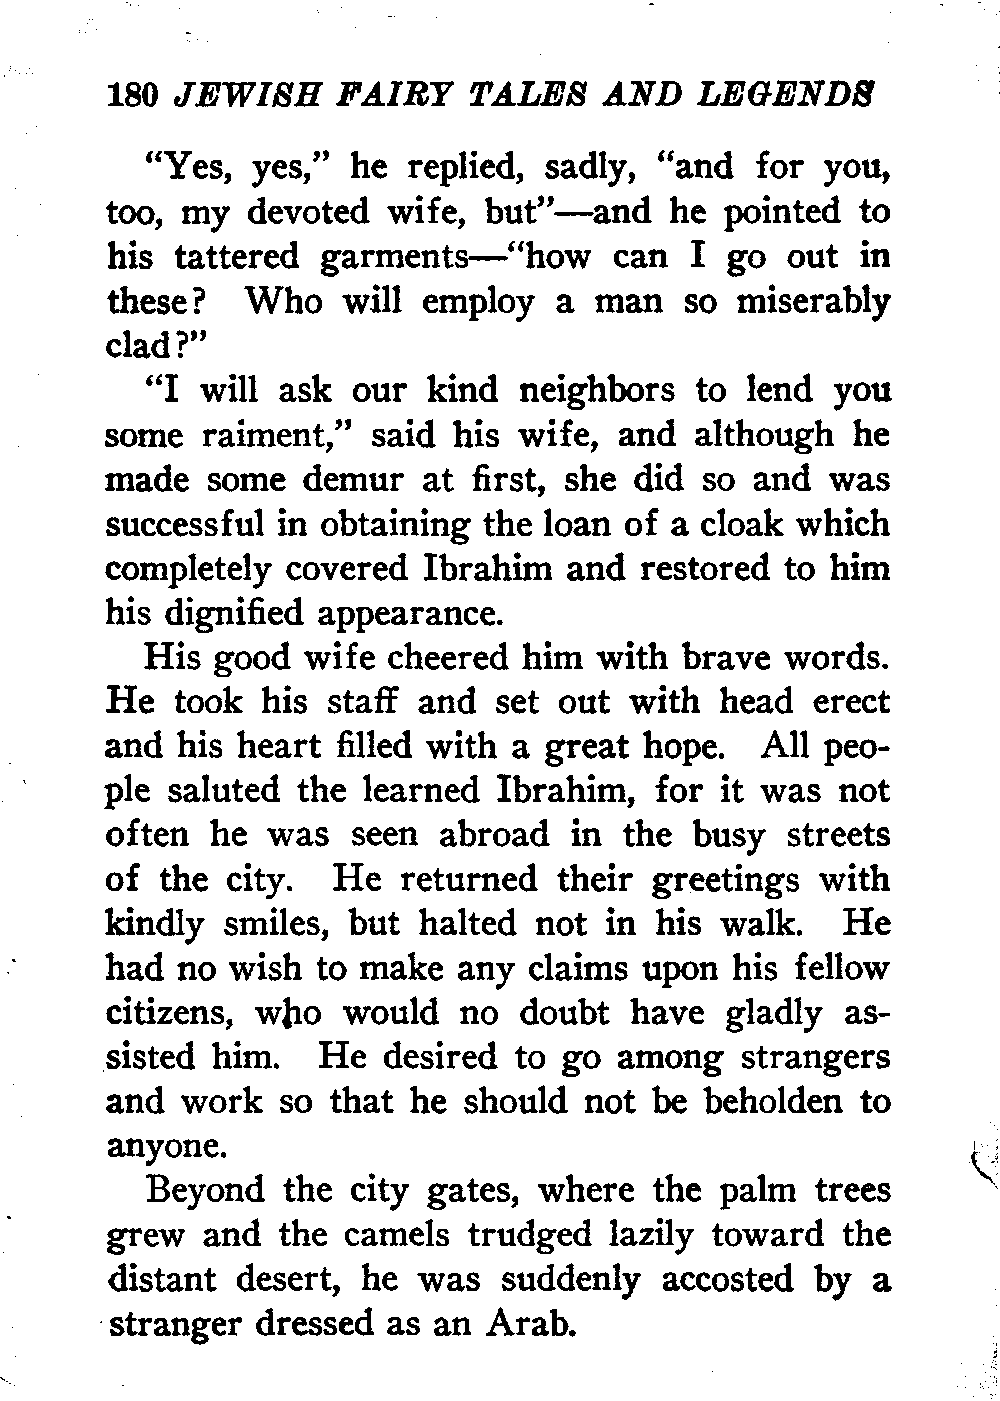 180 JEWISH FAIRY TALES AND LEGENDS
“Yes, yes,” he replied, sadly, “and for you,
too, my devoted wife, but”—and he pointed to
his tattered garments—“how can I go out in
these? Who will employ a man so miserably
clad?”
“I will ask our kind neighbors to lend you
some raiment,” said his wife, and although he
made some demur at first, she did so and was
successful in obtaining the loan of a cloak which
completely covered Ibrahim and restored to him
his dignified appearance.
His good wife cheered him with brave words.
He took his staff and set out with head erect
and his heart filled with a great hope. All peo-
ple saluted the learned Ibrahim, for it was not
often he was seen abroad in the busy streets
of the city. He returned their greetings with
kindly smiles, but halted not in his walk. He
had no wish to make any claims upon his fellow
citizens, who would no doubt have gladly as-
sisted him. He desired to go among strangers
and work so that he should not be beholden to
anyone.
Beyond the city gates, where the palm trees
grew and the camels trudged lazily toward the
distant desert, he was suddenly accosted by a
stranger dressed as an Arab.